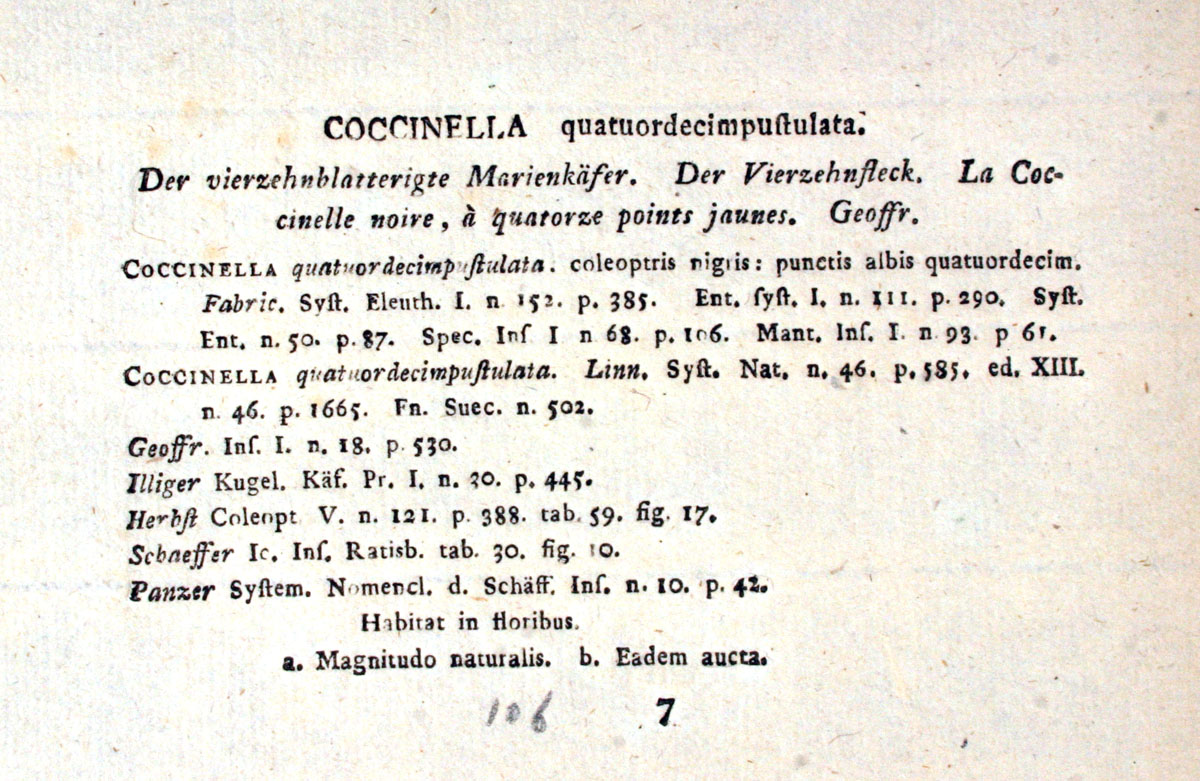 COCCINELLA quatuordecimpuſtulata.
Der vierzehnblatterigte Marienkäfer. Der Vierzehnfleck. La Coc-
cinelle noire, à quatorze points jaunes. Geoffr.
COCCINELLA quatuordecimpuſtulata. coleoptris nigris: punctis albis quatuordecim.
Fabric. Syſt. Eleuth. I. n 152. p. 385. Ent. ſyſt. I. n. 111. p. 290. Syſt.
Ent. n. 50. p. 87. Spec. Inſ I n 68. p. 106. Mant. Inſ. I. n 93. p 61.
COCCINELLA quatuordecimpuſtulata. Linn. Syſt. Nat. n. 46. p. 585. ed. XIII.
n. 46. p. 1665. Fn. Suec. n. 502.
Geoffr. Inſ. I. n. 18. p. 530.
Illiger Kugel. Käf. Pr. I. n. 30. p. 445.
Herbſt Coleopt V. n. 121. p. 388. tab. 59. fig. 17.
Schaeffer Ic. Inſ. Ratisb. tab. 30. fig. 10.
Panzer Syſtem. Nomencl. d. Schäff. Inſ. n. 10. p. 42.
Habitat in floribus.
a. Magnitudo naturalis. b. Eadem aucta.
106 7